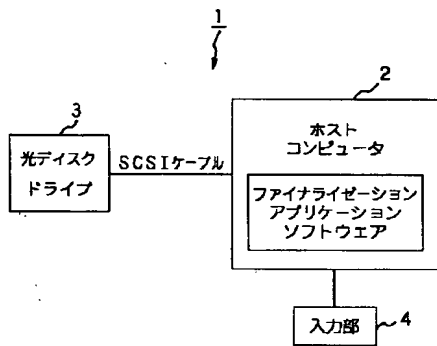 1
2
3
ホスト
コンピュータ
光ディスク
ドライブ
SCSIケーブル
ファイナライゼーション
アプリケーション
ソフトウェア
入力部
4